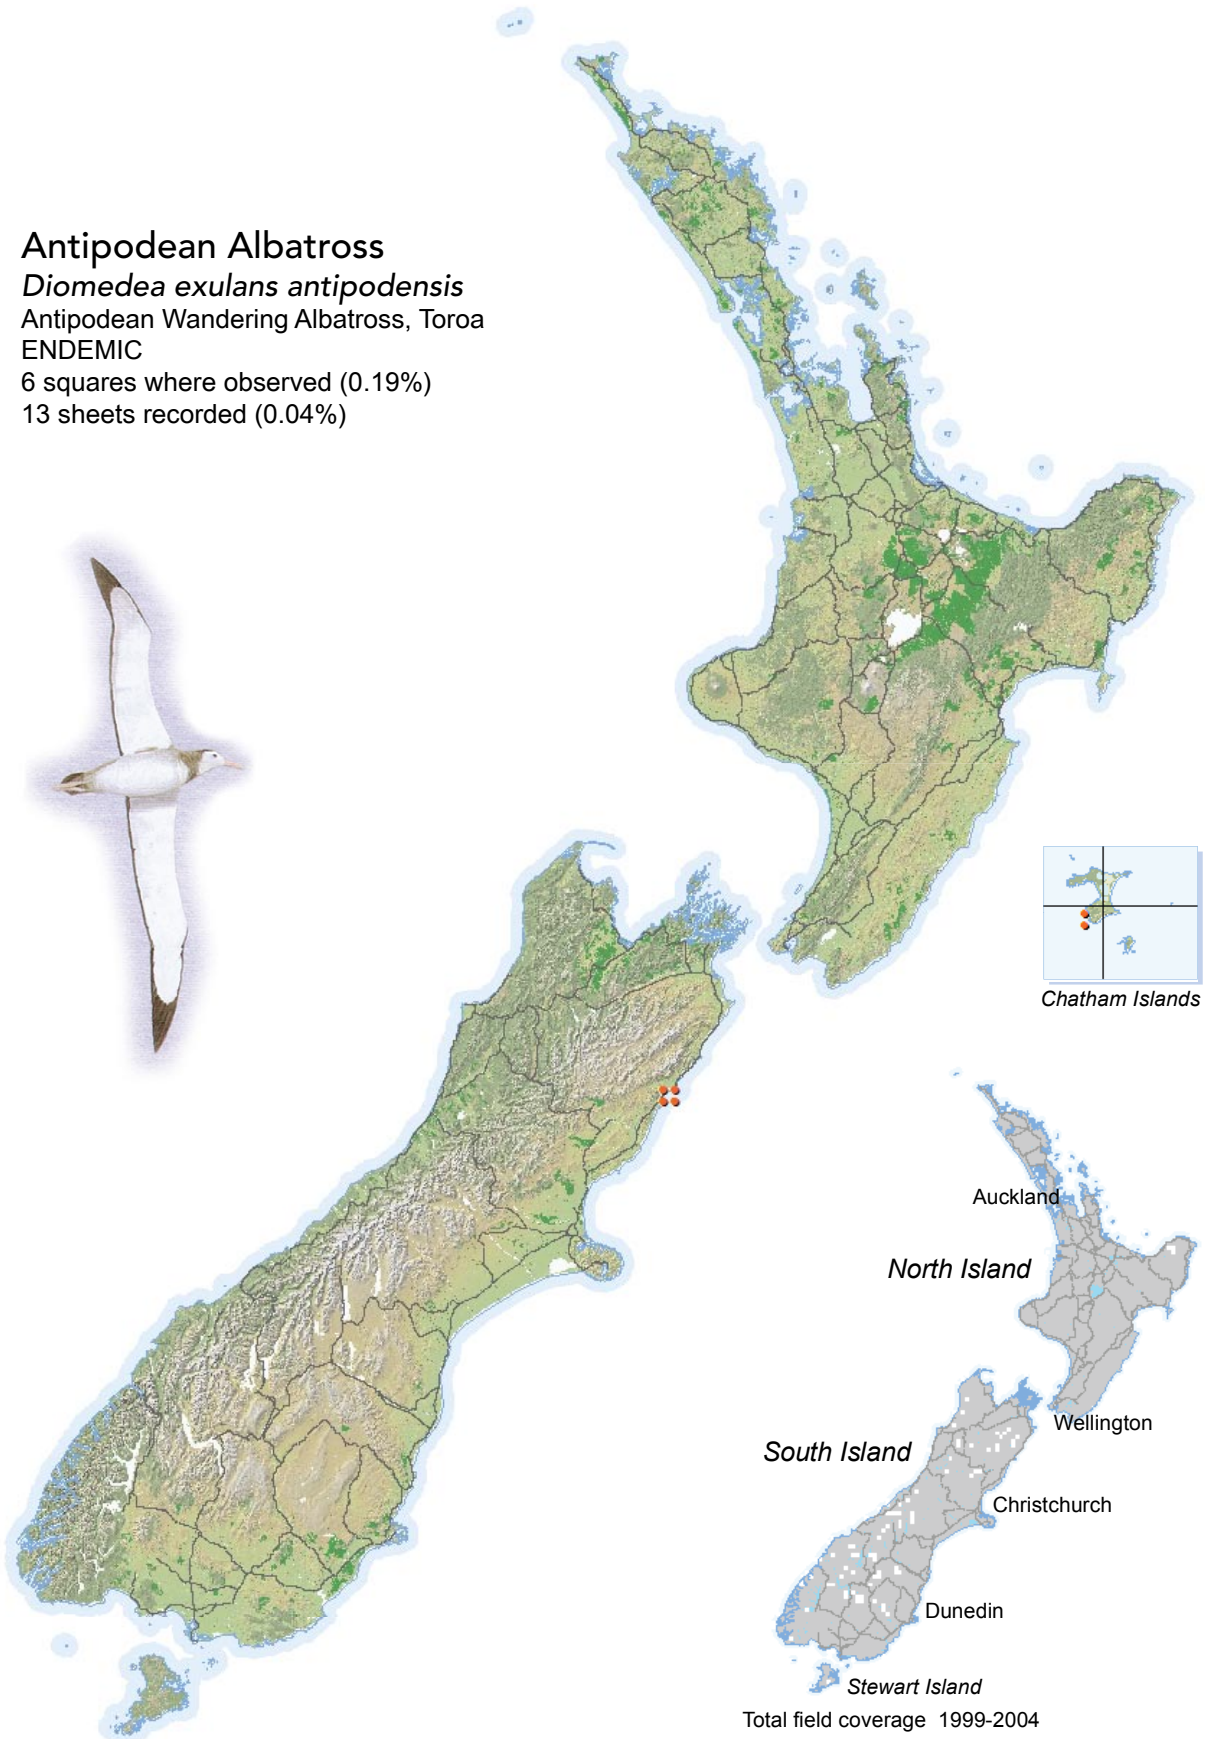 Antipodean Albatross
Diomedea exulans antipodensis
Antipodean Wandering Albatross, Toroa
ENDEMIC
6 squares where observed (0.19%)
13 sheets recorded (0.04%)
Chatham Islands
Auckland
North Island
Wellington
South Island
Christchurch
Dunedin
Stewart Island
Total field coverage 1999-2004